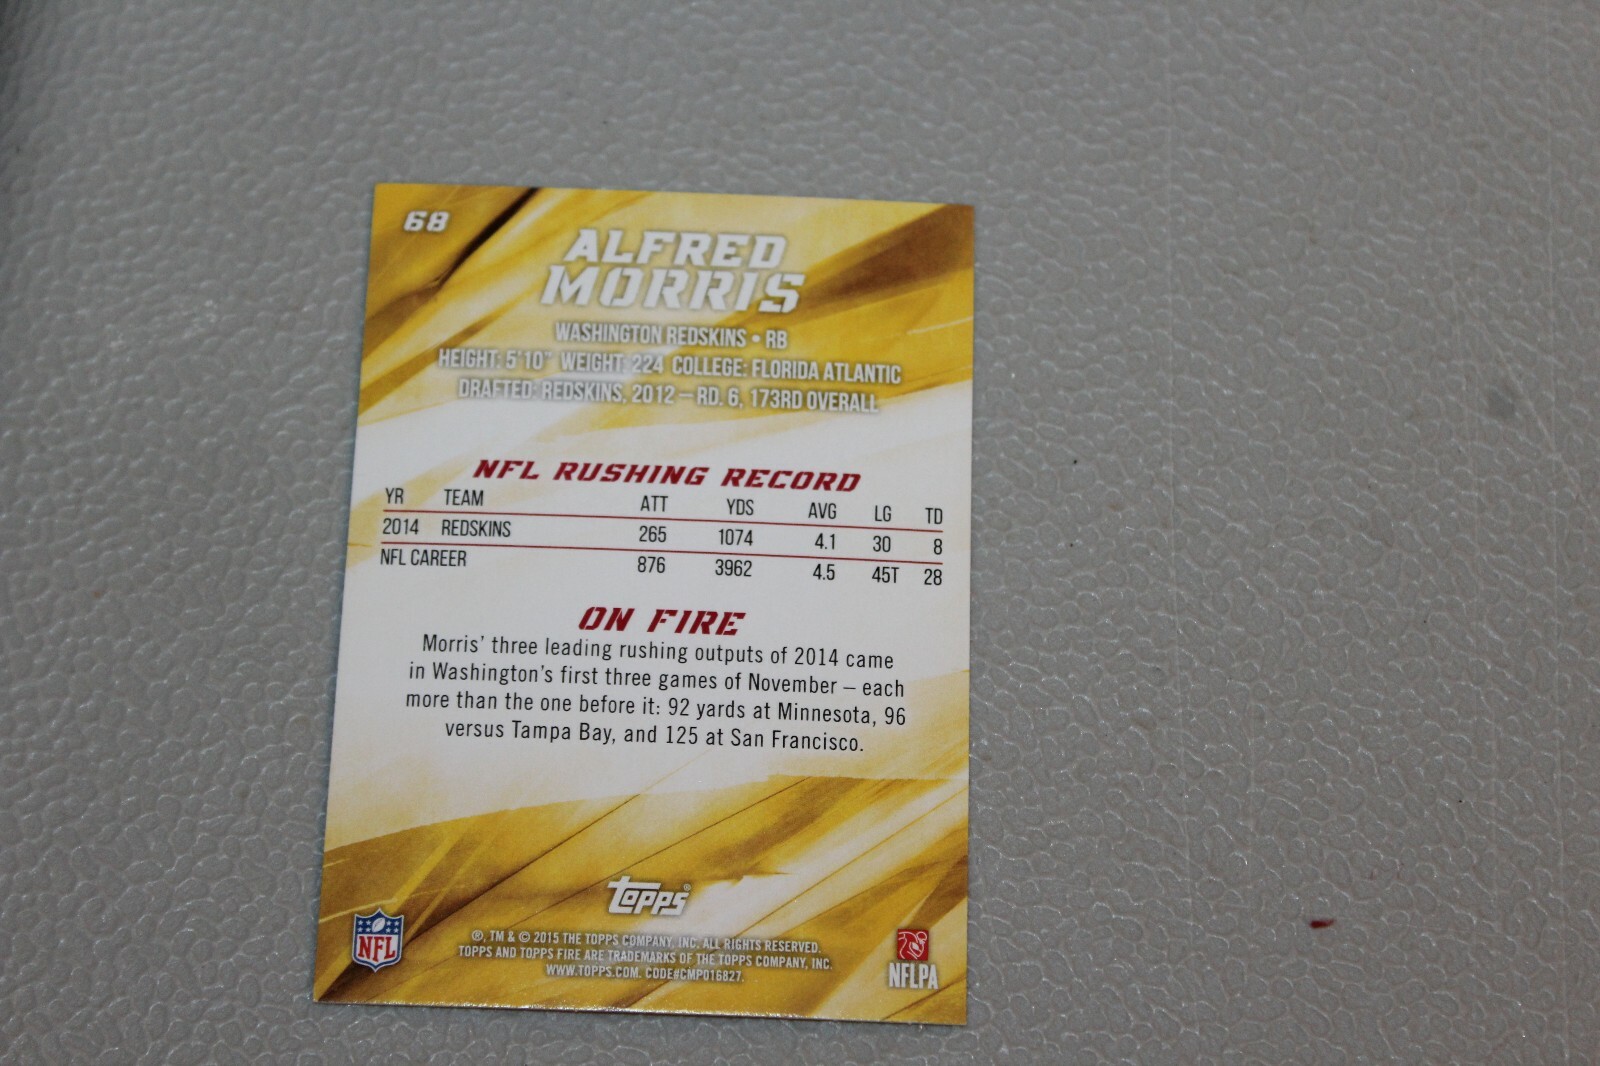 68
ALFRED
MORRIS
WASHINGTON REDSKINS • RB
HEIGHT: 5'10" WEIGHT: 224 COLLEGE: FLORIDA ATLANTIC
DRAFTED: REDSKINS, 2012 – RD. 6, 173RD OVERALL
NFL RUSHING RECORD
YR TEAM ATT YDS AVG LG TD
2014 REDSKINS 265 1074 4.1 30 8
NFL CAREER 876 3962 4.5 45T 28
ON FIRE
Morris' three leading rushing outputs of 2014 came
in Washington's first three games of November – each
more than the one before it: 92 yards at Minnesota, 96
versus Tampa Bay, and 125 at San Francisco.
topps®
®, TM & © 2015 THE TOPPS COMPANY, INC. ALL RIGHTS RESERVED.
TOPPS AND TOPPS FIRE ARE TRADEMARKS OF THE TOPPS COMPANY, INC.
WWW.TOPPS.COM. CODE#CMP016827.
NFL
NFLPA